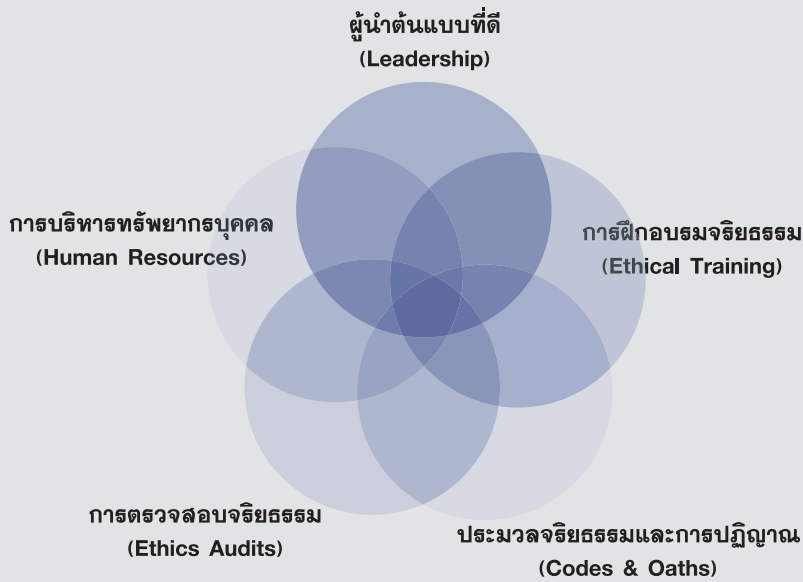 ผู้นำต้นแบบที่ดี
(Leadership)
การบริหารทรัพยากรบุคคล
(Human Resources)
การฝึกอบรมจริยธรรม
(Ethical Training)
การตรวจสอบจริยธรรม
(Ethics Audits)
ประมวลจริยธรรมและการปฏิญาณ
(Codes & Oaths)